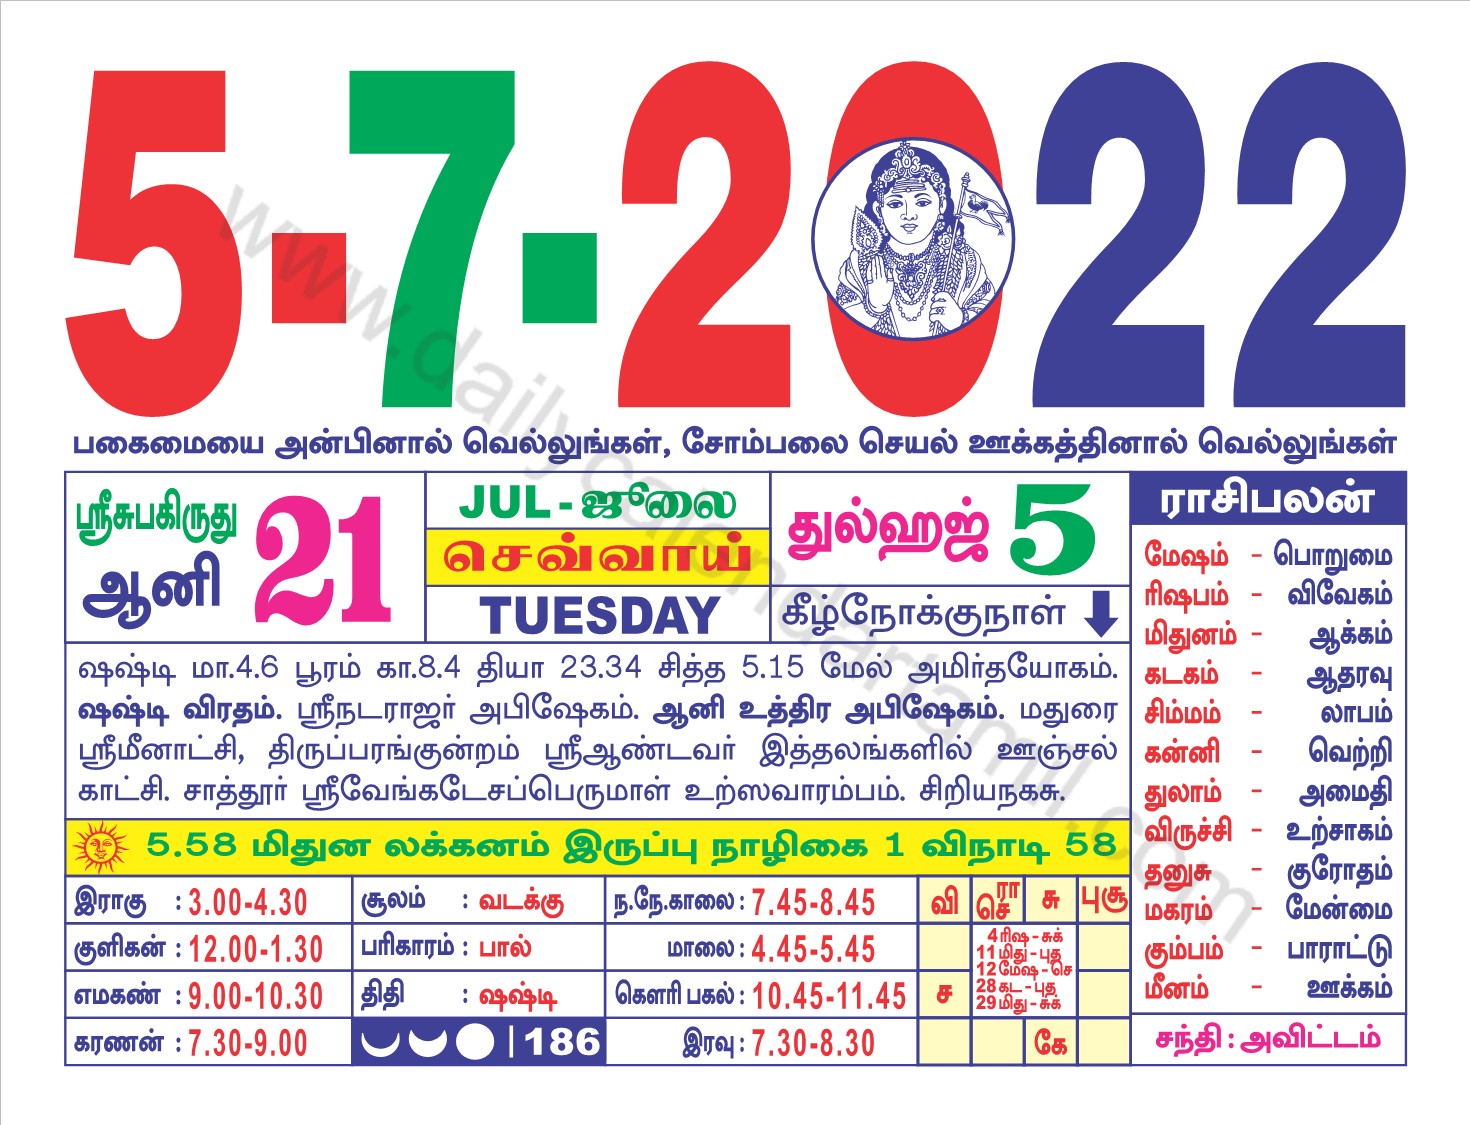 5-7-2022
பகைமையை அன்பினால் வெல்லுங்கள், சோம்பலை செயல் ஊக்கத்தினால் வெல்லுங்கள்
ஸ்ரீசுபகிருது
ஆனி 21
JUL - ஜூலை
செவ்வாய்
TUESDAY
துல்ஹஜ் 5
கீழ்நோக்குநாள்
ஷஷ்டி மா.4.6 பூரம் கா.8.4 தியா 23.34 சித்த 5.15 மேல் அமிர்தயோகம்.
ஷஷ்டி விரதம். ஸ்ரீநடராஜர் அபிஷேகம். ஆனி உத்திர அபிஷேகம். மதுரை
ஸ்ரீமீனாட்சி, திருப்பரங்குன்றம் ஸ்ரீஆண்டவர் இத்தலங்களில் ஊஞ்சல்
காட்சி. சாத்தூர் ஸ்ரீவேங்கடேசப்பெருமாள் உற்ஸவாரம்பம். சிறியநகசு.
5.58 மிதுன லக்கனம் இருப்பு நாழிகை 1 விநாடி 58
இராகு : 3.00-4.30
குளிகன் : 12.00-1.30
எமகண் : 9.00-10.30
கரணன் : 7.30-9.00
சூலம் : வடக்கு
பரிகாரம் : பால்
திதி : ஷஷ்டி
186
ந.நே.காலை : 7.45-8.45
மாலை : 4.45-5.45
கௌரி பகல் : 10.45-11.45
இரவு : 7.30-8.30
வி
ரா
செ
சு
புசூ
4 ரிஷ - சுக்
11 மிது - புத
12 மேஷ - செ
28 கட - புத
29 மிது - சுக்
ச
கே
ராசிபலன்
மேஷம் - பொறுமை
ரிஷபம் - விவேகம்
மிதுனம் - ஆக்கம்
கடகம் - ஆதரவு
சிம்மம் - லாபம்
கன்னி - வெற்றி
துலாம் - அமைதி
விருச்சி - உற்சாகம்
தனுசு - குரோதம்
மகரம் - மேன்மை
கும்பம் - பாராட்டு
மீனம் - ஊக்கம்
சந்தி : அவிட்டம்
www.dailycalendartamil.com